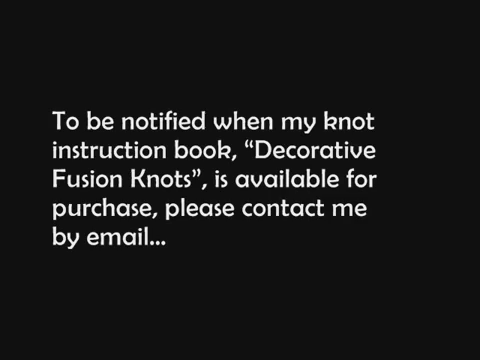 To be notified when my knot
instruction book, “Decorative
Fusion Knots”, is available for
purchase, please contact me
by email...